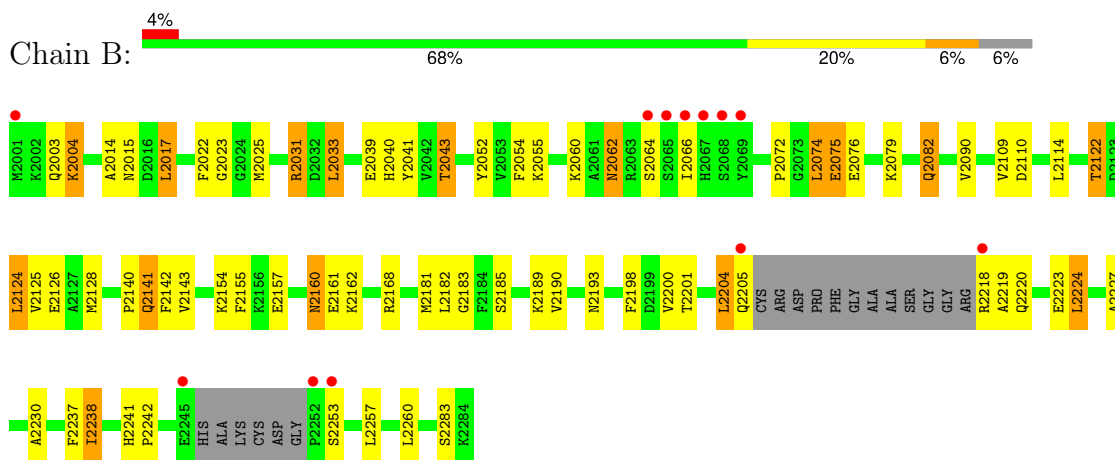 4%
Chain B:
68% 20% 6% 6%
M2001 K2002 Q2003 K2004 A2014 N2015 D2016 L2017 F2022 G2023 G2024 M2025 R2031 D2032 L2033 E2039 H2040 Y2041 V2042 T2043 Y2052 V2053 F2054 K2055 K2060 A2061 N2062 R2063 S2064 S2065 I2066 H2067 S2068 Y2069 P2072 G2073 L2074 E2075 E2076 K2079 Q2082 V2090 V2109 D2110 L2114 T2122 D2123
L2124 V2125 E2126 A2127 M2128 P2140 Q2141 F2142 V2143 K2154 F2155 K2156 E2157 N2160 E2161 K2162 R2168 M2181 L2182 G2183 F2184 S2185 K2189 V2190 N2193 F2198 D2199 V2200 T2201 L2204 Q2205 CYS ARG ASP PRO PHE GLY ALA ALA SER GLY GLY ARG R2218 A2219 Q2220 E2223 L2224 A2227
A2230 F2237 I2238 H2241 P2242 E2245 HIS ALA LYS CYS ASP GLY P2252 S2253 L2257 L2260 S2283 K2284